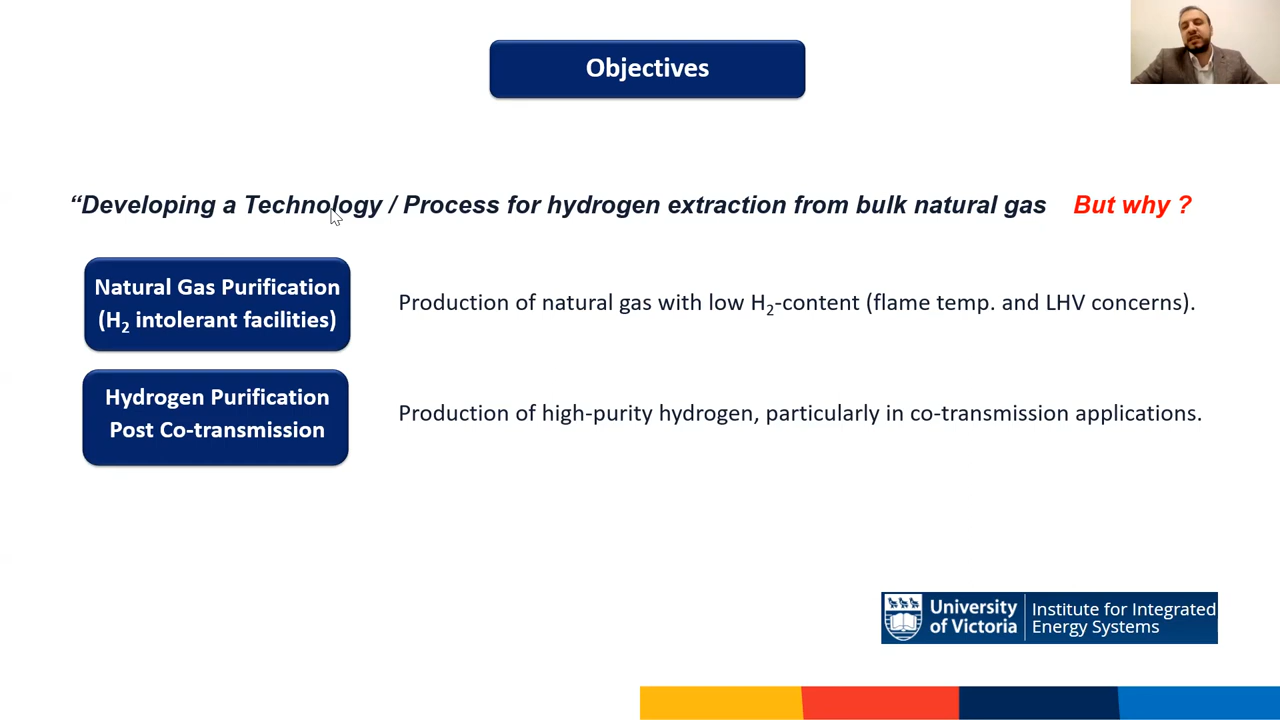 Objectives
“Developing a Technology / Process for hydrogen extraction from bulk natural gas But why ?
Natural Gas Purification
(H₂ intolerant facilities)
Production of natural gas with low H₂-content (flame temp. and LHV concerns).
Hydrogen Purification
Post Co-transmission
Production of high-purity hydrogen, particularly in co-transmission applications.
University
of Victoria
Institute for Integrated
Energy Systems